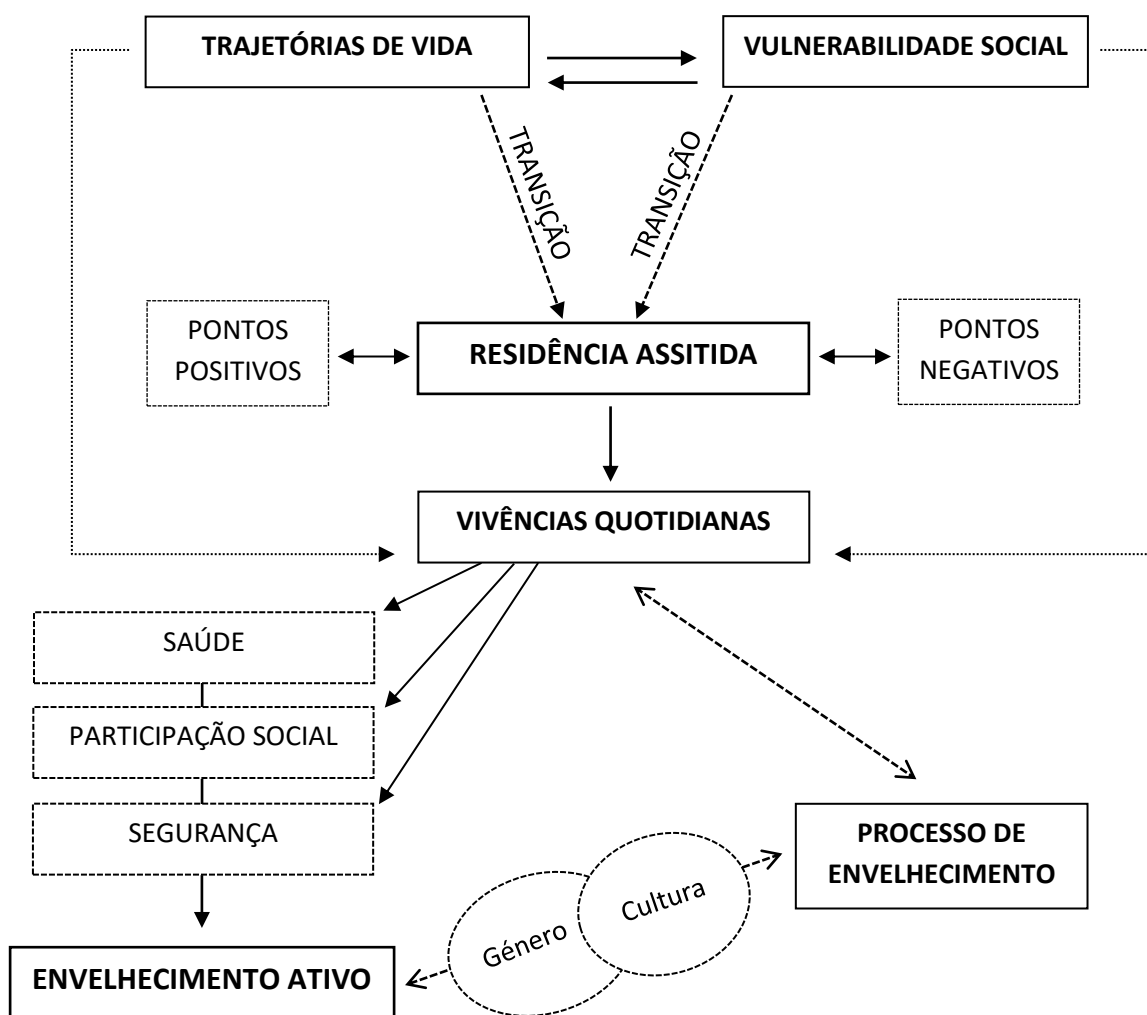 TRAJETÓRIAS DE VIDA
VULNERABILIDADE SOCIAL
TRANSIÇÃO
TRANSIÇÃO
PONTOS
POSITIVOS
RESIDÊNCIA ASSITIDA
PONTOS
NEGATIVOS
VIVÊNCIAS QUOTIDIANAS
SAÚDE
PARTICIPAÇÃO SOCIAL
SEGURANÇA
PROCESSO DE
ENVELHECIMENTO
Cultura
Género
ENVELHECIMENTO ATIVO